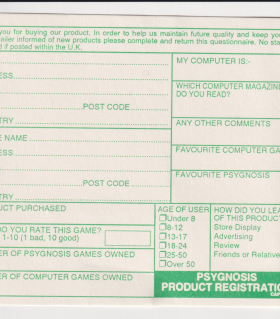 you for buying our product. In order to help us maintain future quality and keep your
ailer informed of new products please complete and return this questionnaire. No sta
d if posted within the U.K.
MY COMPUTER IS:-
ESS
WHICH COMPUTER MAGAZIN
DO YOU READ?
POST CODE
TRY
ANY OTHER COMMENTS
E NAME
FAVOURITE COMPUTER GA
ESS
FAVOURITE PSYGNOSIS
POST CODE
TRY
UCT PURCHASED
AGE OF USER
Under 8
8-12
13-17
18-24
25-50
Over 50
HOW DID YOU LEA
OF THIS PRODUCT
Store Display
Advertising
Review
Friends or Relative
DO YOU RATE THIS GAME?
1-10 (1 bad, 10 good)
?
ER OF PSYGNOSIS GAMES OWNED
ER OF COMPUTER GAMES OWNED
PSYGNOSIS
PRODUCT REGISTRATIO